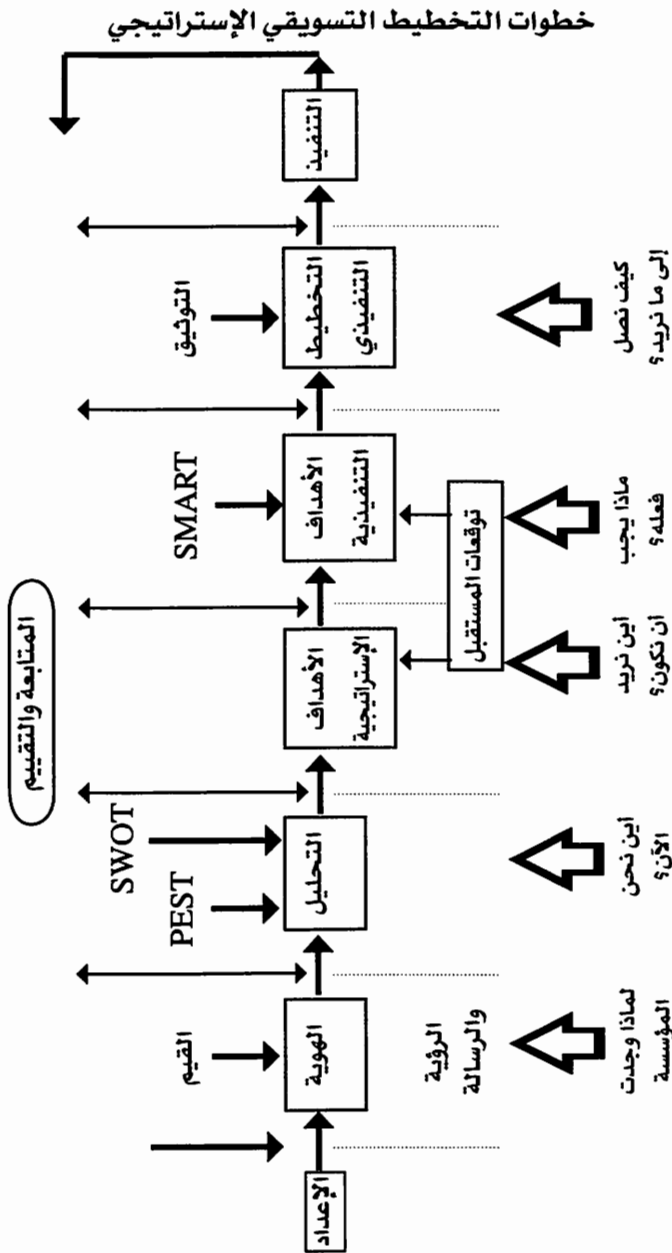 خطوات التخطيط التسويقي الإستراتيجي
المتابعة والتقييم
الإعداد
القيم
الهوية
الرؤية
والرسالة
لماذا وجدت
المؤسسة
PEST
SWOT
التحليل
أين نحن
الآن؟
الأهداف
الإستراتيجية
توقعات المستقبل
اين نريد
ان نكون؟
SMART
الأهداف
التنفيذية
ماذا يجب
فعله؟
التوثيق
التخطيط
التنفيذي
كيف نصل
إلى ما نريد؟
التنفيذ